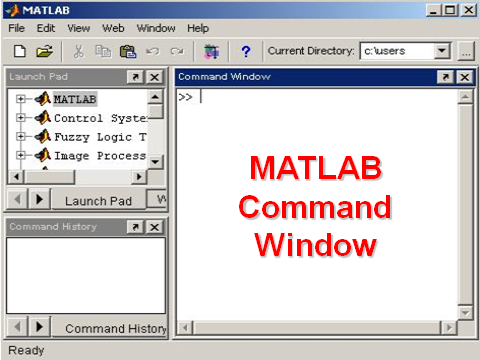 MATLAB
File Edit View Web Window Help
? Current Directory: c:\users ...
Launch Pad
MATLAB
Control Syste
Fuzzy Logic T
Image Process
Launch Pad
Command History
Command History
Command Window
>>
MATLAB
Command
Window
Ready